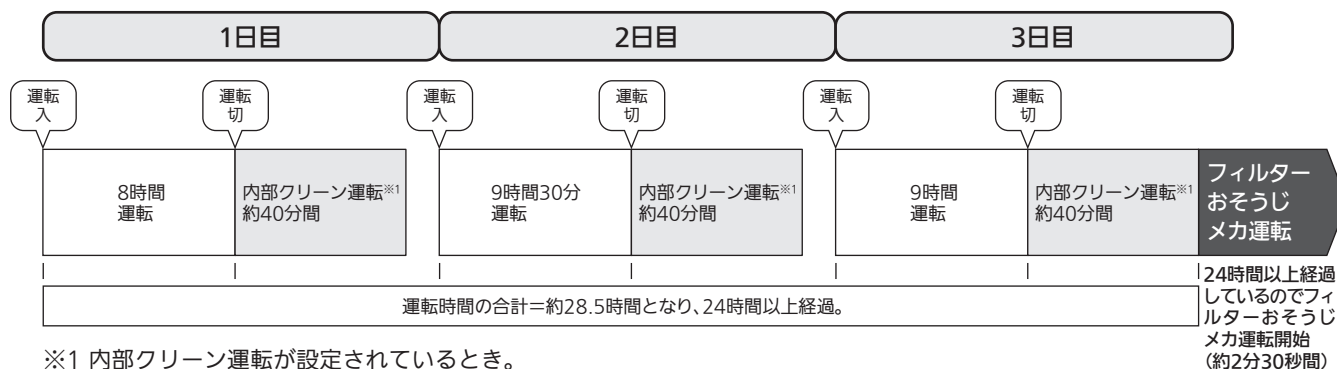 1日目
2日目
3日目
運転
入
運転
切
運転
入
運転
切
運転
入
運転
切
8時間
運転
内部クリーン運転※1
約40分間
9時間30分
運転
内部クリーン運転※1
約40分間
9時間
運転
内部クリーン運転※1
約40分間
フィルター
おそうじ
メカ運転
運転時間の合計=約28.5時間となり、24時間以上経過。
24時間以上経過
しているのでフィ
ルターおそうじ
メカ運転開始
(約2分30秒間)
※1 内部クリーン運転が設定されているとき。